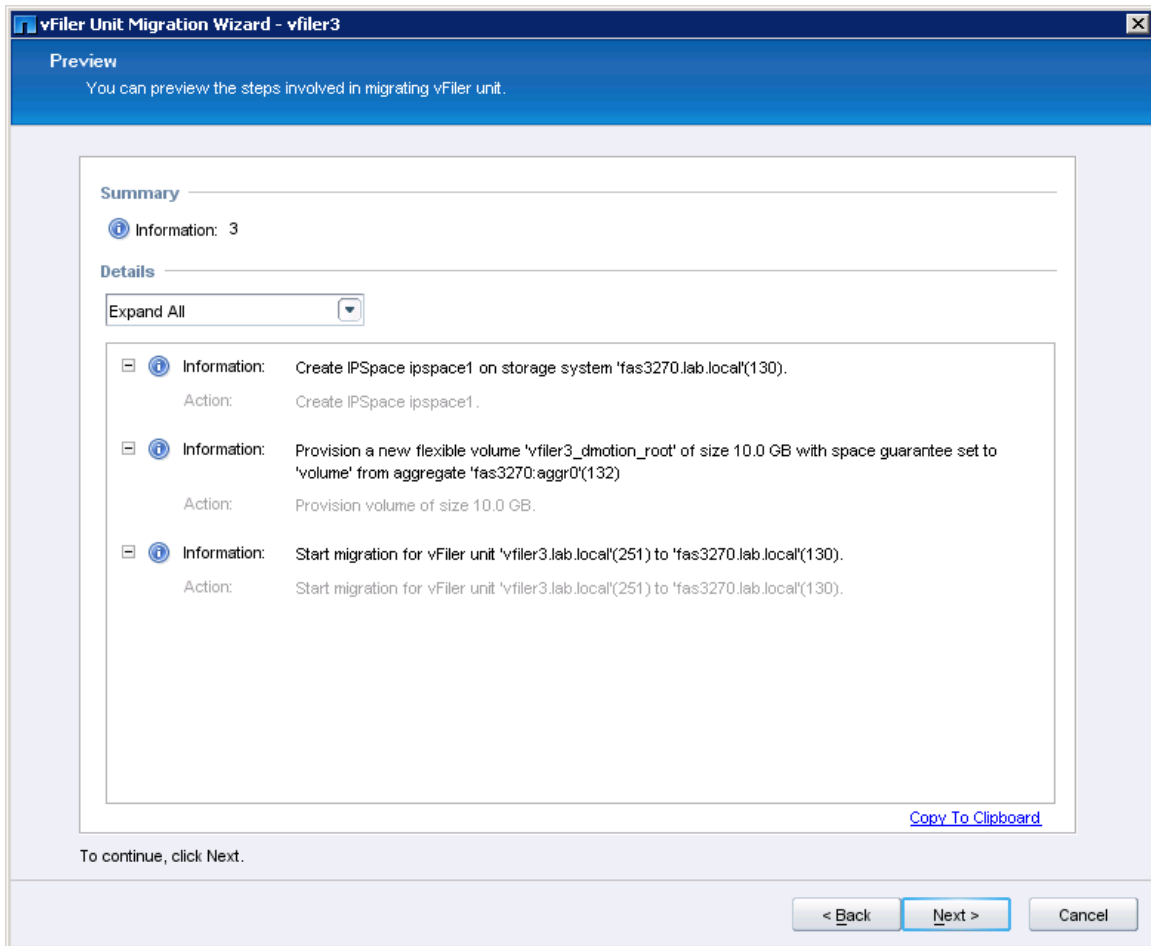 vFiler Unit Migration Wizard - vfiler3
Preview
You can preview the steps involved in migrating vFiler unit.
Summary
Information: 3
Details
Expand All
Information: Create IPSpace ipspace1 on storage system 'fas3270.lab.local'(130).
Action: Create IPSpace ipspace1.
Information: Provision a new flexible volume 'vfiler3_dmotion_root' of size 10.0 GB with space guarantee set to
'volume' from aggregate 'fas3270:aggr0'(132)
Action: Provision volume of size 10.0 GB.
Information: Start migration for vFiler unit 'vfiler3.lab.local'(251) to 'fas3270.lab.local'(130).
Action: Start migration for vFiler unit 'vfiler3.lab.local'(251) to 'fas3270.lab.local'(130).
Copy To Clipboard
To continue, click Next.
< Back Next > Cancel